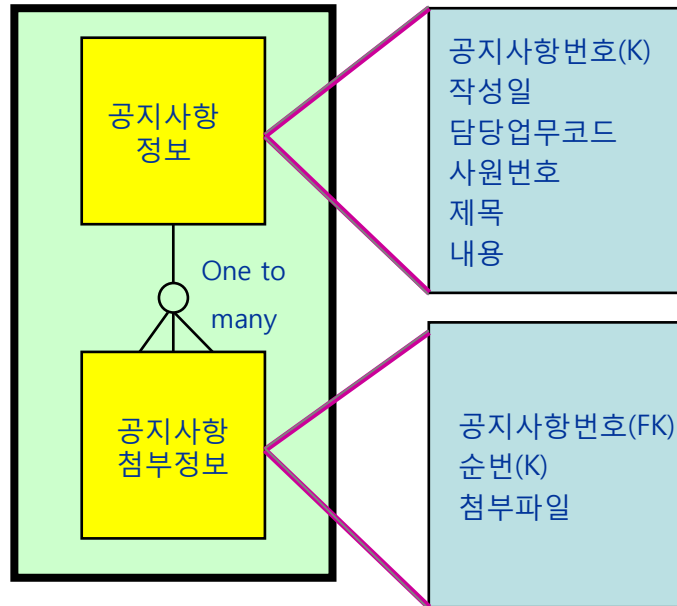 공지사항
정보
One to
many
공지사항
첨부정보
공지사항번호(K)
작성일
담당업무코드
사원번호
제목
내용
공지사항번호(FK)
순번(K)
첨부파일